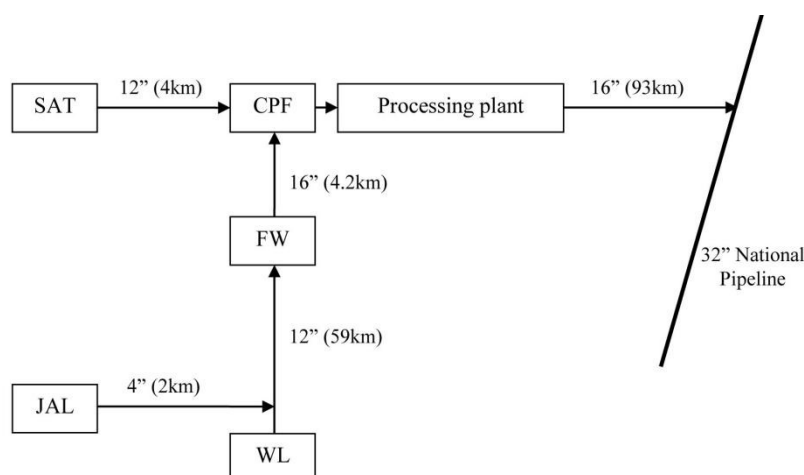 12” (4km)
16” (93km)
SAT
CPF
Processing plant
16” (4.2km)
FW
32” National
Pipeline
12” (59km)
4” (2km)
JAL
WL